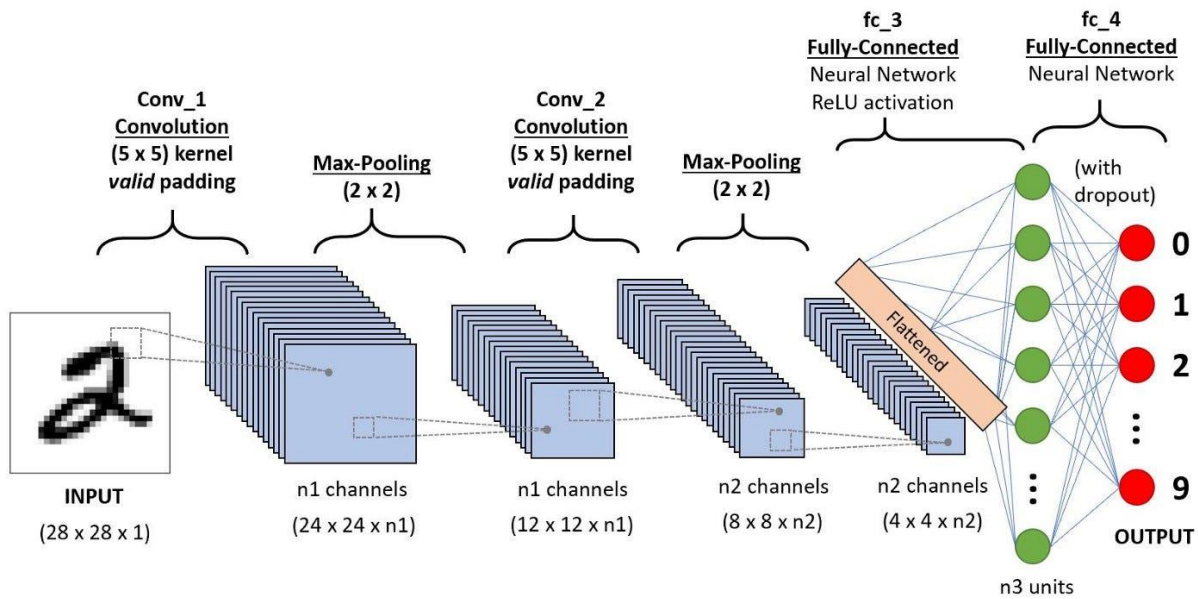 Conv_1
Convolution
(5 x 5) kernel
valid padding
Max-Pooling
(2 x 2)
Conv_2
Convolution
(5 x 5) kernel
valid padding
Max-Pooling
(2 x 2)
fc_3
Fully-Connected
Neural Network
ReLU activation
fc_4
Fully-Connected
Neural Network
(with
dropout)
Flattened
0
1
2
...
9
OUTPUT
...
n3 units
2
INPUT
(28 x 28 x 1)
n1 channels
(24 x 24 x n1)
n1 channels
(12 x 12 x n1)
n2 channels
(8 x 8 x n2)
n2 channels
(4 x 4 x n2)